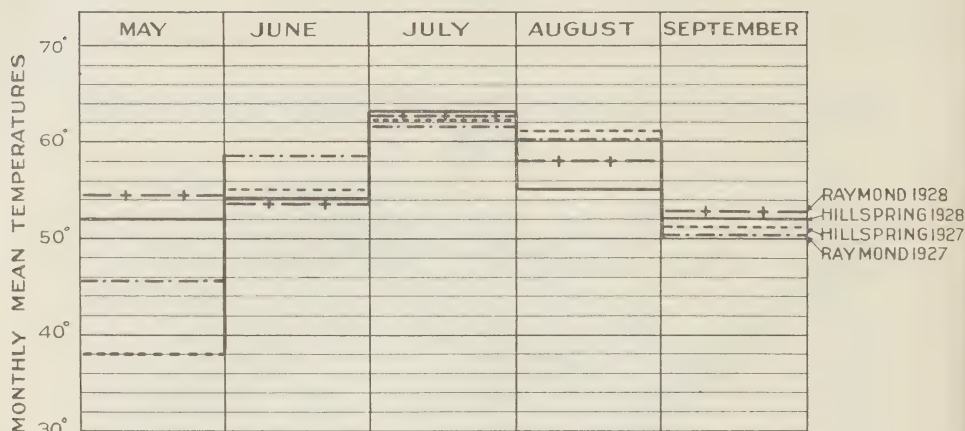 MAY JUNE JULY AUGUST SEPTEMBER
MONTHLY MEAN TEMPERATURES
70°
60°
50°
40°
30°
RAYMOND 1928
HILLSPRING 1928
HILLSPRING 1927
RAYMOND 1927